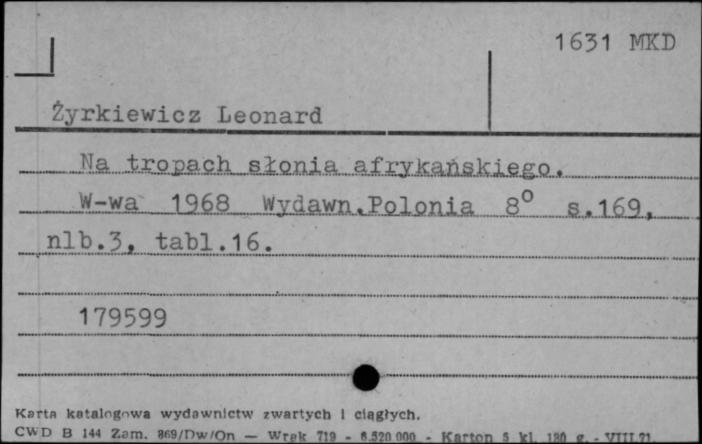 1631 MKD
Żyrkiewicz Leonard
Na tropach słonia afrykańskiego.
W-wa 1968 Wydawn.Polonia 8° s.169,
nlb.3, tabl.16.
179599
Karta katalogowa wydawnictw zwartych i ciągłych.
CWD B 144 Zam. 869/Dw/On — Wrak 719 - 6.520.000 - Karton 5 kl. 180 g. - VIII.71